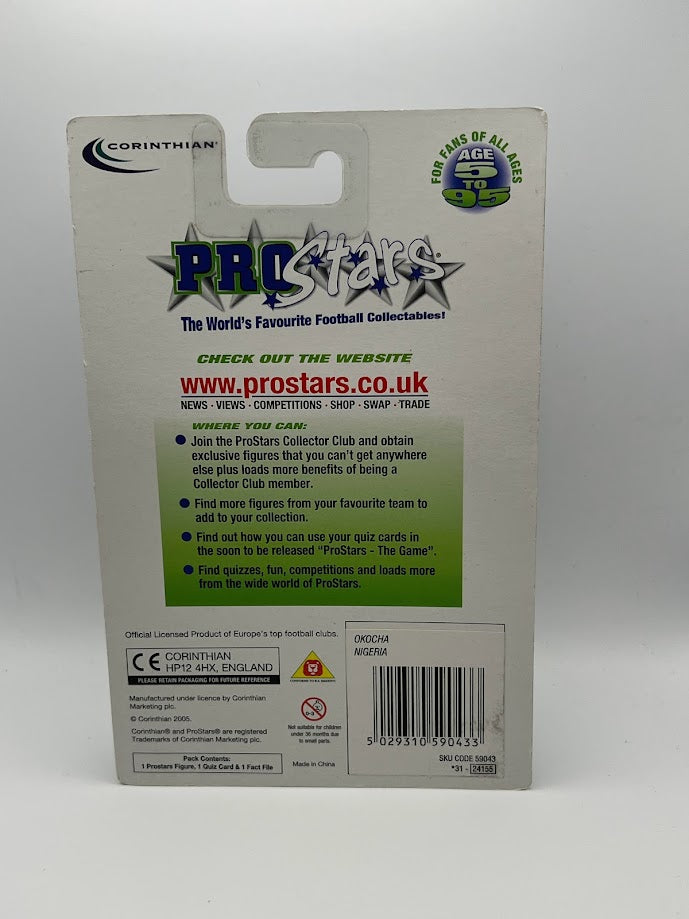 CORINTHIAN
FOR FANS OF ALL AGES
AGE
5
TO
95
PROStars®
The World's Favourite Football Collectables!
CHECK OUT THE WEBSITE
www.prostars.co.uk
NEWS · VIEWS · COMPETITIONS · SHOP · SWAP · TRADE
WHERE YOU CAN:
● Join the ProStars Collector Club and obtain
exclusive figures that you can't get anywhere
else plus loads more benefits of being a
Collector Club member.
● Find more figures from your favourite team to
add to your collection.
● Find out how you can use your quiz cards in
the soon to be released "ProStars - The Game".
● Find quizzes, fun, competitions and loads more
from the wide world of ProStars.
Official Licensed Product of Europe's top football clubs.
CE CORINTHIAN
HP12 4HX, ENGLAND
PLEASE RETAIN PACKAGING FOR FUTURE REFERENCE
Manufactured under licence by Corinthian
Marketing plc.
© Corinthian 2005.
Corinthian® and ProStars® are registered
Trademarks of Corinthian Marketing plc.
Pack Contents:
1 Prostars Figure, 1 Quiz Card & 1 Fact File
0-3
Not suitable for children
under 36 months due
to small parts.
Made in China
OKOCHA
NIGERIA
5 029310 590433
SKU CODE 59043
*31 - 24155